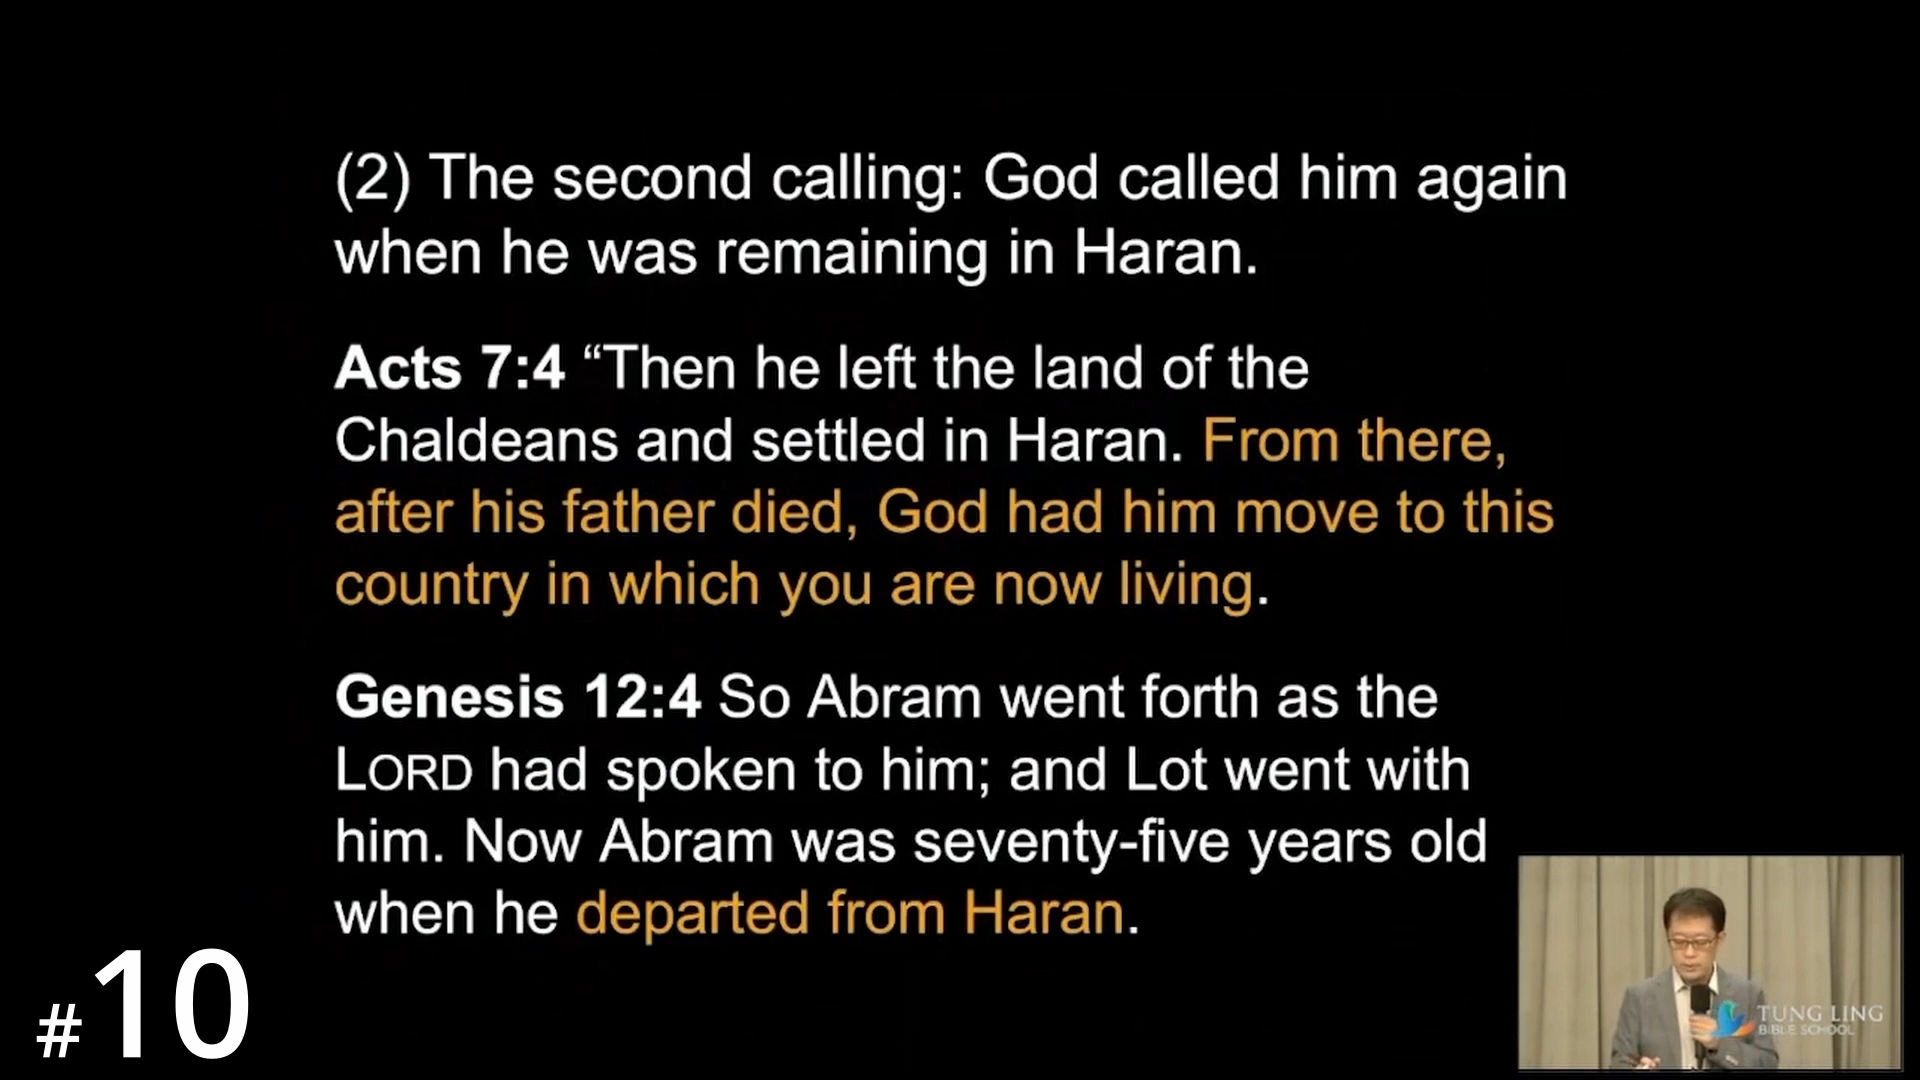 (2) The second calling: God called him again
when he was remaining in Haran.
Acts 7:4 “Then he left the land of the
Chaldeans and settled in Haran. From there,
after his father died, God had him move to this
country in which you are now living.
Genesis 12:4 So Abram went forth as the
LORD had spoken to him; and Lot went with
him. Now Abram was seventy-five years old
when he departed from Haran.
#10
TUNG LING
BIBLE SCHOOL